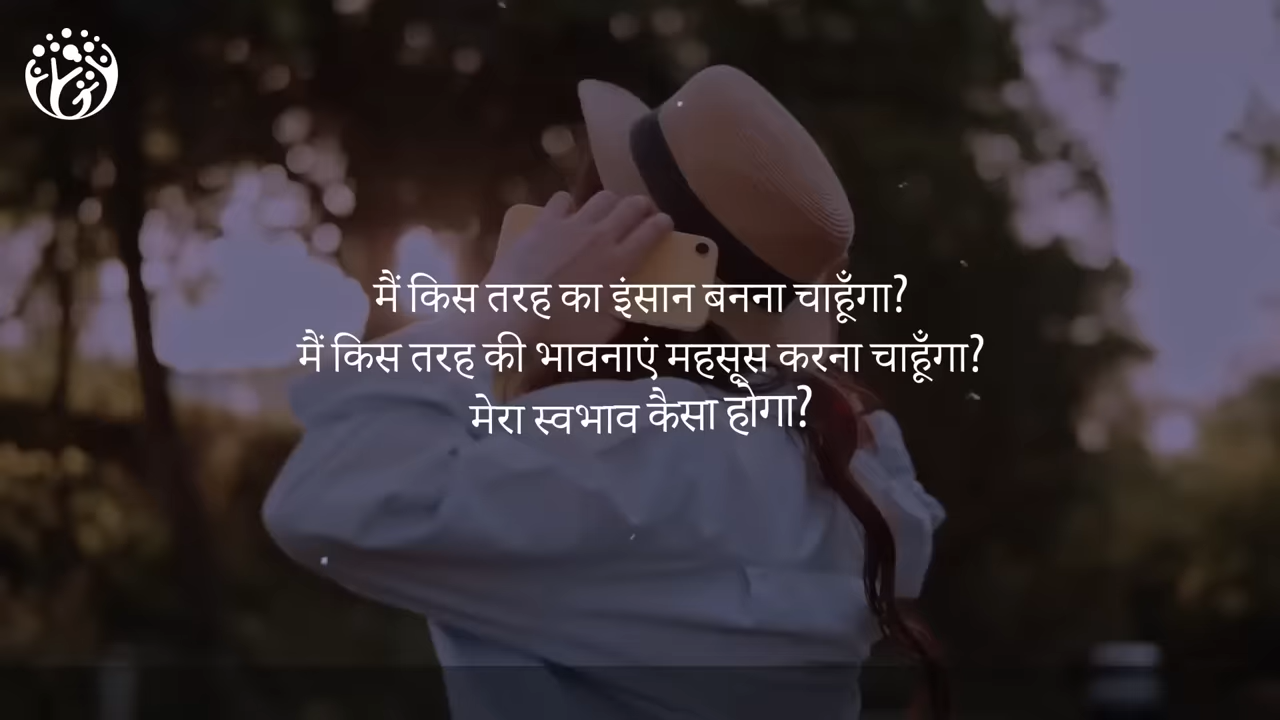 मैं किस तरह का इंसान बनना चाहूँगा?
मैं किस तरह की भावनाएं महसूस करना चाहूँगा?
मेरा स्वभाव कैसा होगा?